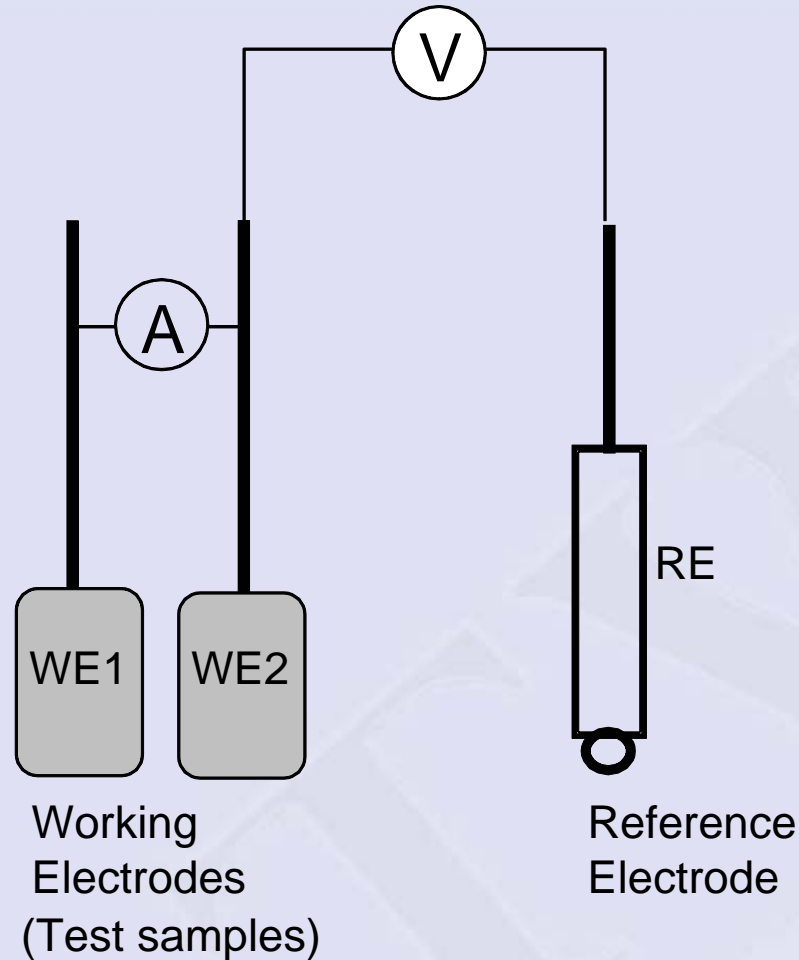 V
A
RE
WE1
WE2
Working
Electrodes
(Test samples)
Reference
Electrode